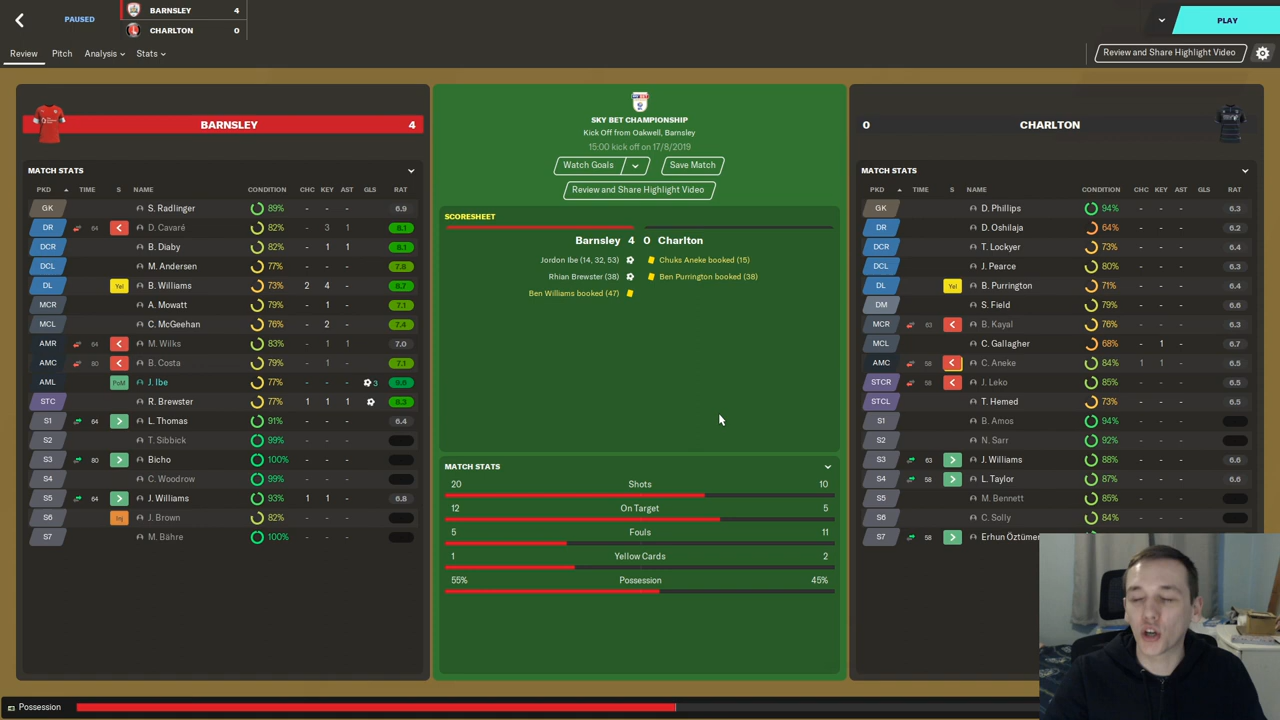 PAUSED
BARNSLEY 4
CHARLTON 0
PLAY
Review Pitch Analysis Stats
Review and Share Highlight Video
BARNSLEY 4
MATCH STATS
PKD TIME S NAME CONDITION CHC KEY AST GLS RAT
GK S. Radlinger 89% - - - 6.9
DR 64 D. Cavaré 82% - 3 1 8.1
DCR B. Diaby 82% - 1 1 8.1
DCL M. Andersen 77% - - - 7.8
DL Yel B. Williams 73% 2 4 - 8.7
MCR A. Mowatt 79% - 1 - 7.1
MCL C. McGeehan 76% - 2 - 7.4
AMR 64 M. Wilks 83% - 1 1 7.0
AMC 80 B. Costa 79% - 1 - 7.1
AML PoM J. Ibe 77% - - - 3 9.6
STC R. Brewster 77% 1 1 1 8.3
S1 64 L. Thomas 91% - - - 6.4
S2 T. Sibbick 99% - - -
S3 80 Bicho 100% - - -
S4 C. Woodrow 99% - - -
S5 64 J. Williams 93% 1 1 - 6.8
S6 Inj J. Brown 82% - - -
S7 M. Bähre 100% - - -
SKY BET CHAMPIONSHIP
Kick Off from Oakwell, Barnsley
15:00 kick off on 17/8/2019
Watch Goals Save Match
Review and Share Highlight Video
SCORESHEET
Barnsley 4 0 Charlton
Jordon Ibe (14, 32, 53) Chuks Aneke booked (15)
Rhian Brewster (38) Ben Purrington booked (38)
Ben Williams booked (47)
MATCH STATS
20 Shots 10
12 On Target 5
5 Fouls 11
1 Yellow Cards 2
55% Possession 45%
0 CHARLTON
MATCH STATS
PKD TIME S NAME CONDITION CHC KEY AST GLS RAT
GK D. Phillips 94% - - - 6.3
DR D. Oshilaja 64% - - - 6.2
DCR T. Lockyer 72% - - - 6.4
DCL J. Pearce 80% - - - 6.3
DL Yel B. Purrington 71% - - - 6.4
DM S. Field 79% - - - 6.6
MCR 63 B. Kayal 76% - - - 6.3
MCL C. Gallagher 68% - 1 - 6.7
AMC 58 C. Aneke 84% 1 1 - 6.5
STCR 58 J. Leko 85% - - - 6.5
STCL T. Hemed 73% - - - 6.5
S1 B. Amos 94% - - -
S2 N. Sarr 92% - - -
S3 63 J. Williams 88% - - - 6.6
S4 58 L. Taylor 87% - - - 6.6
S5 M. Bennett 85% - - -
S6 C. Solly 84% - - -
S7 58
Possession